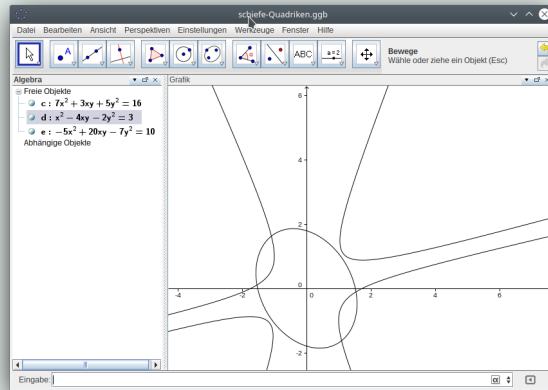 schiefe-Quadriken.ggb
Datei Bearbeiten Ansicht Perspektiven Einstellungen Werkzeuge Fenster Hilfe
ABC a=2 Bewege
Wähle oder ziehe ein Objekt (Esc)
Algebra Grafik
Freie Objekte
c : 7x² + 3xy + 5y² = 16
d : x² − 4xy − 2y² = 3
e : −5x² + 20xy − 7y² = 10
Abhängige Objekte
6
4
2
0
-4 -2 0 2 4 6
-2
Eingabe: α